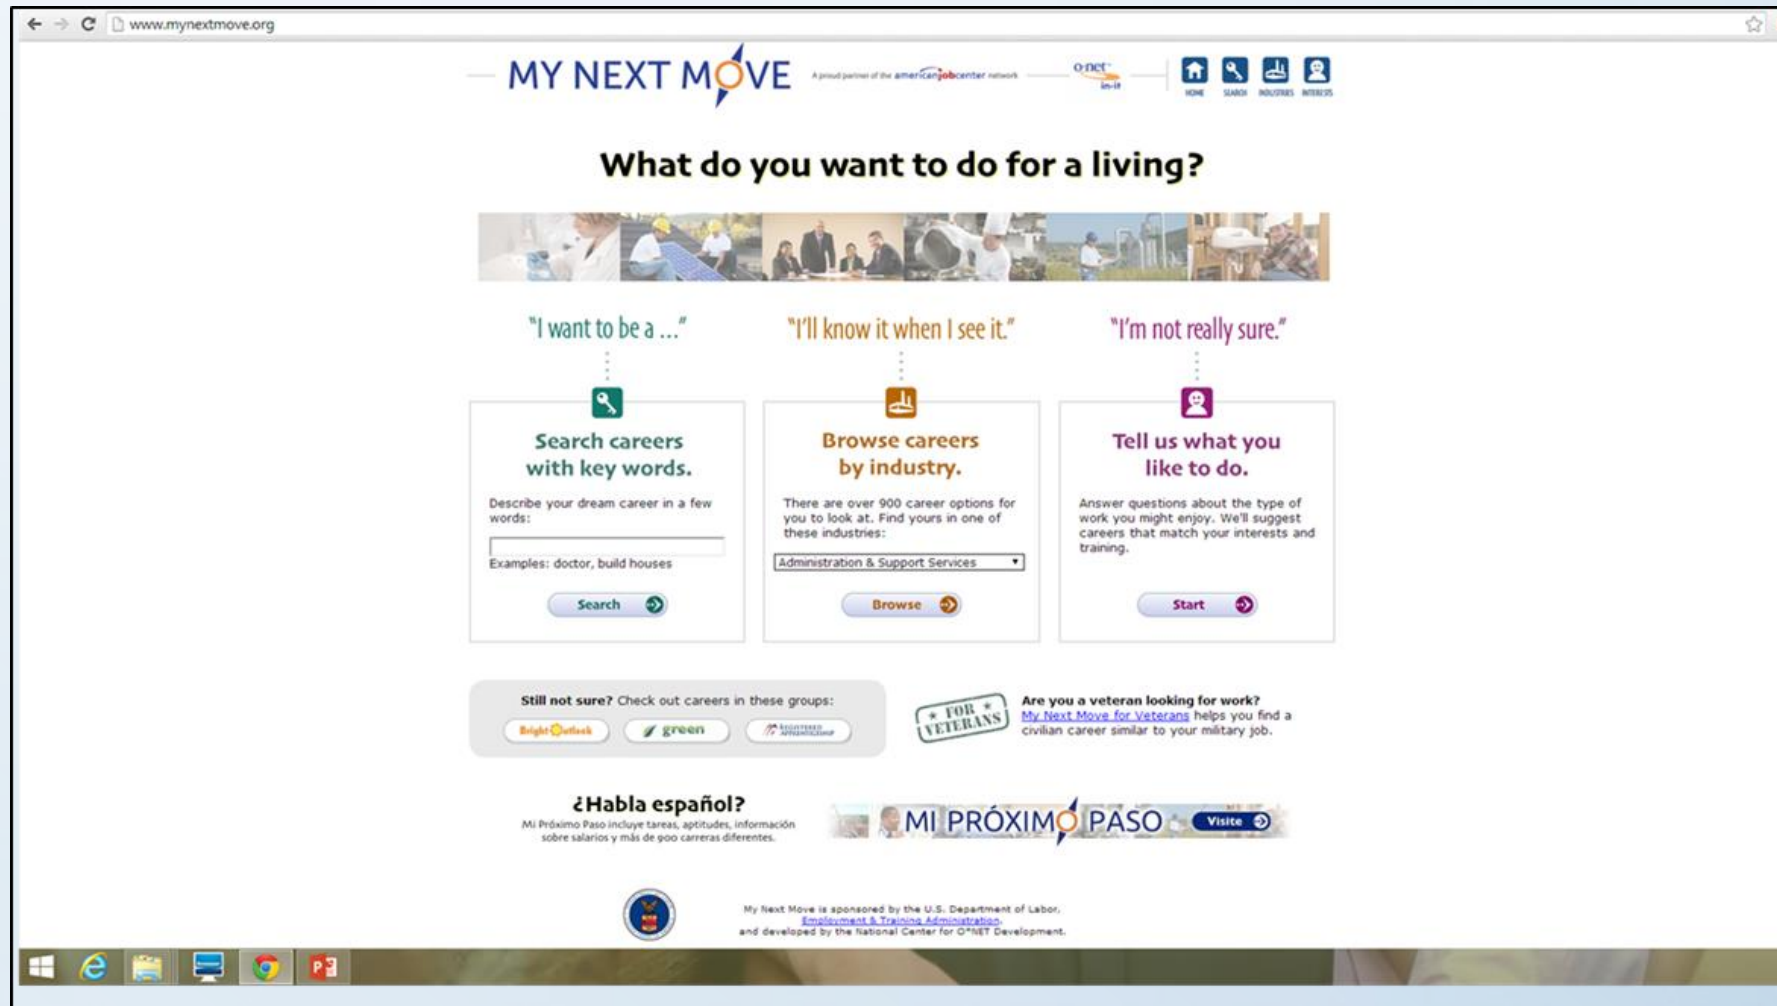 www.mynextmove.org
MY NEXT MOVE
A proud partner of the americanjobcenter network
o·net
in-it
HOME SEARCH INDUSTRIES INTERESTS
What do you want to do for a living?
"I want to be a ..."
Search careers
with key words.
Describe your dream career in a few
words:
Examples: doctor, build houses
Search
"I'll know it when I see it."
Browse careers
by industry.
There are over 900 career options for
you to look at. Find yours in one of
these industries:
Administration & Support Services
Browse
"I'm not really sure."
Tell us what you
like to do.
Answer questions about the type of
work you might enjoy. We'll suggest
careers that match your interests and
training.
Start
Still not sure? Check out careers in these groups:
Bright Outlook
green
REGISTERED
APPRENTICESHIP
FOR
VETERANS
Are you a veteran looking for work?
My Next Move for Veterans helps you find a
civilian career similar to your military job.
¿Habla español?
Mi Próximo Paso incluye tareas, aptitudes, información
sobre salarios y más de 900 carreras diferentes.
MI PRÓXIMO PASO
Visite
My Next Move is sponsored by the U.S. Department of Labor,
Employment & Training Administration,
and developed by the National Center for O*NET Development.